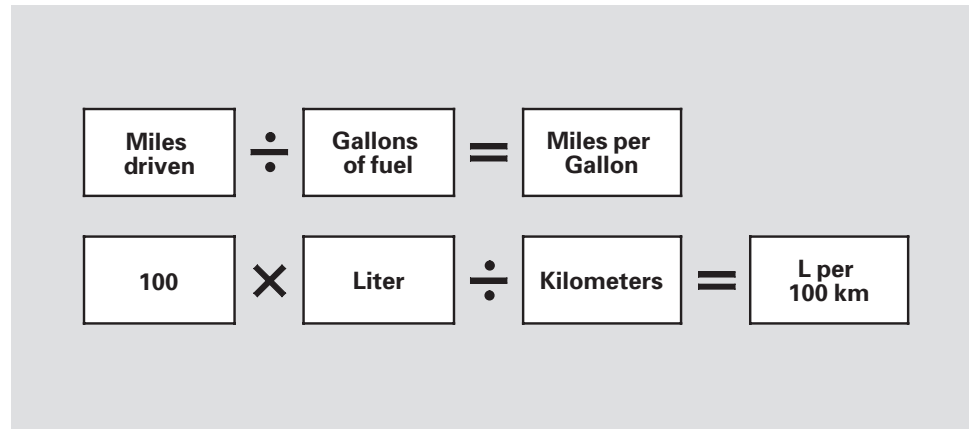 Miles driven ÷ Gallons of fuel = Miles per Gallon
100 × Liter ÷ Kilometers = L per 100 km